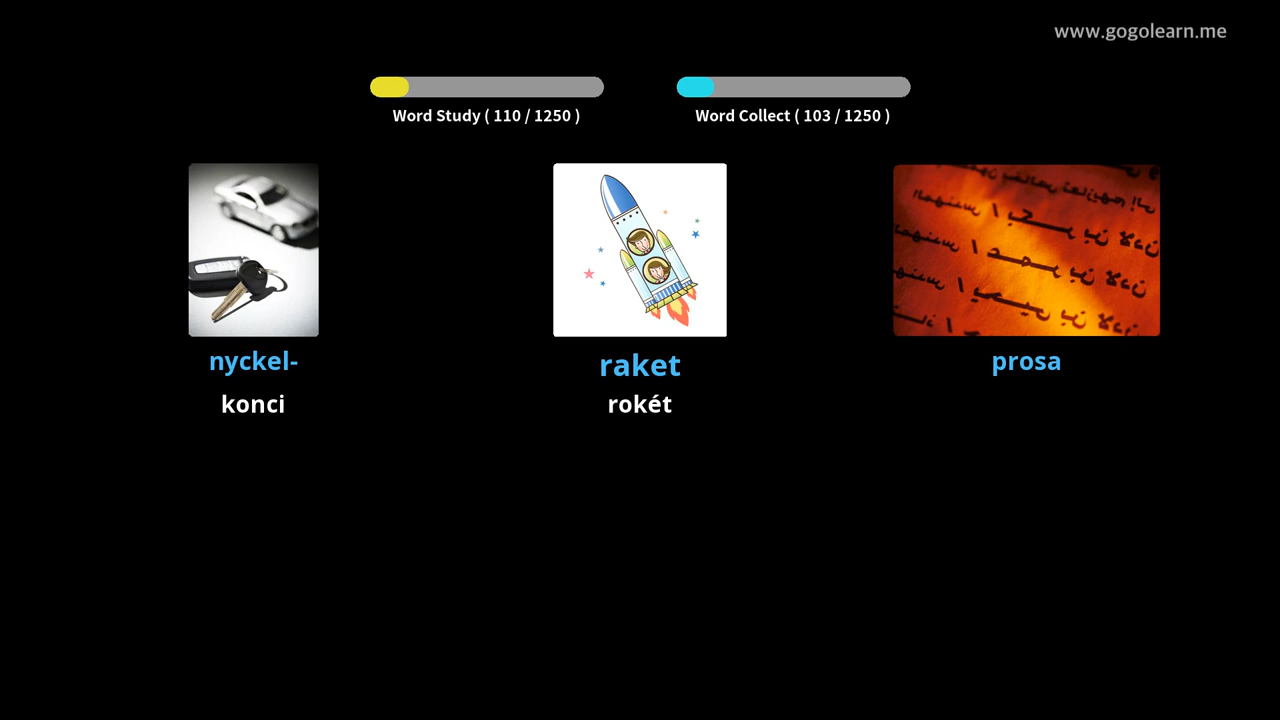 www.gogolearn.me
Word Study ( 110 / 1250 )
Word Collect ( 103 / 1250 )
nyckel-
konci
raket
rokét
prosa